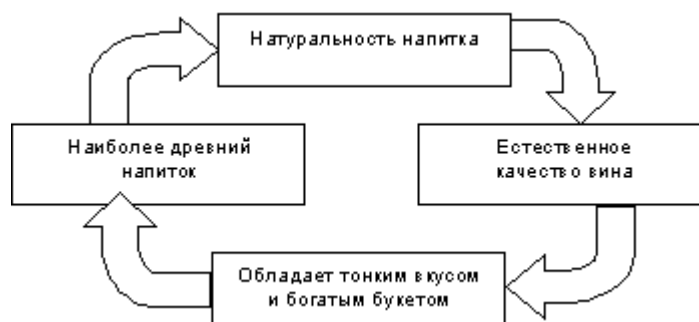 Натуральность напитка
Наиболее древний
напиток
Естественное
качество вина
Обладает тонким вкусом
и богатым букетом